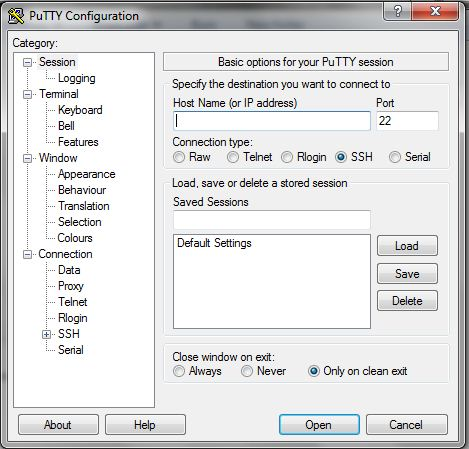 PuTTY Configuration
Category:
Session
Logging
Terminal
Keyboard
Bell
Features
Window
Appearance
Behaviour
Translation
Selection
Colours
Connection
Data
Proxy
Telnet
Rlogin
SSH
Serial
Basic options for your PuTTY session
Specify the destination you want to connect to
Host Name (or IP address) Port
22
Connection type:
Raw Telnet Rlogin SSH Serial
Load, save or delete a stored session
Saved Sessions
Default Settings
Load
Save
Delete
Close window on exit:
Always Never Only on clean exit
About Help Open Cancel